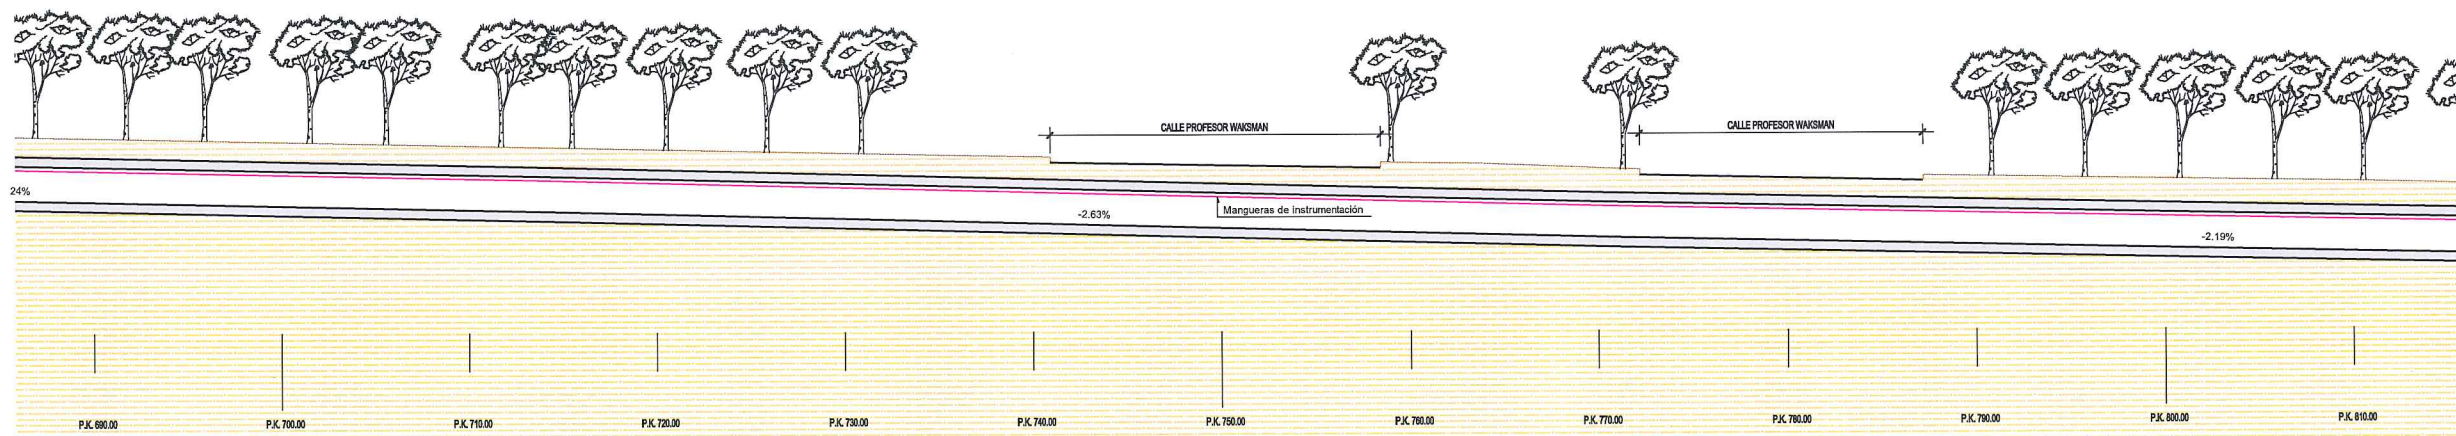 CALLE PROFESOR WAKSMAN
CALLE PROFESOR WAKSMAN
24%
Mangueras de Instrumentación
-2.63%
-2.19%
P.K. 690.00
P.K. 700.00
P.K. 710.00
P.K. 720.00
P.K. 730.00
P.K. 740.00
P.K. 750.00
P.K. 760.00
P.K. 770.00
P.K. 780.00
P.K. 790.00
P.K. 800.00
P.K. 810.00